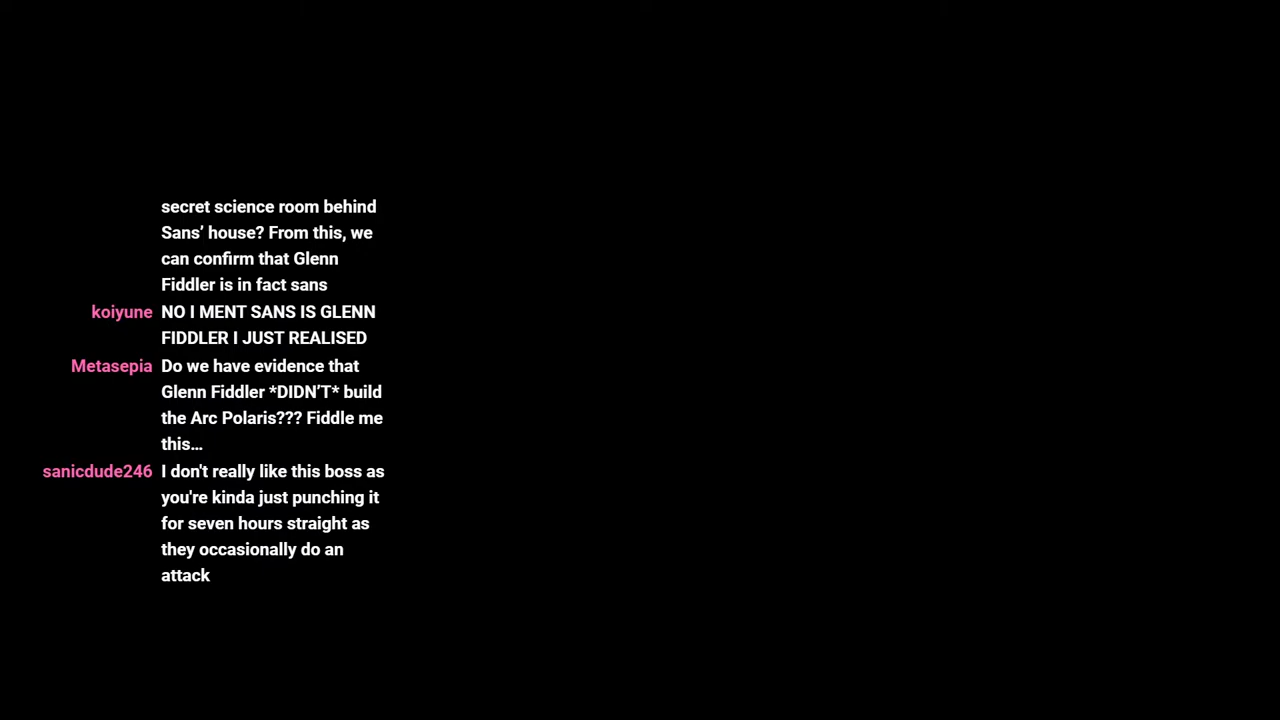 secret science room behind
Sans’ house? From this, we
can confirm that Glenn
Fiddler is in fact sans
koiyune NO I MENT SANS IS GLENN
FIDDLER I JUST REALISED
Metasepia Do we have evidence that
Glenn Fiddler *DIDN’T* build
the Arc Polaris??? Fiddle me
this…
sanicdude246 I don't really like this boss as
you're kinda just punching it
for seven hours straight as
they occasionally do an
attack